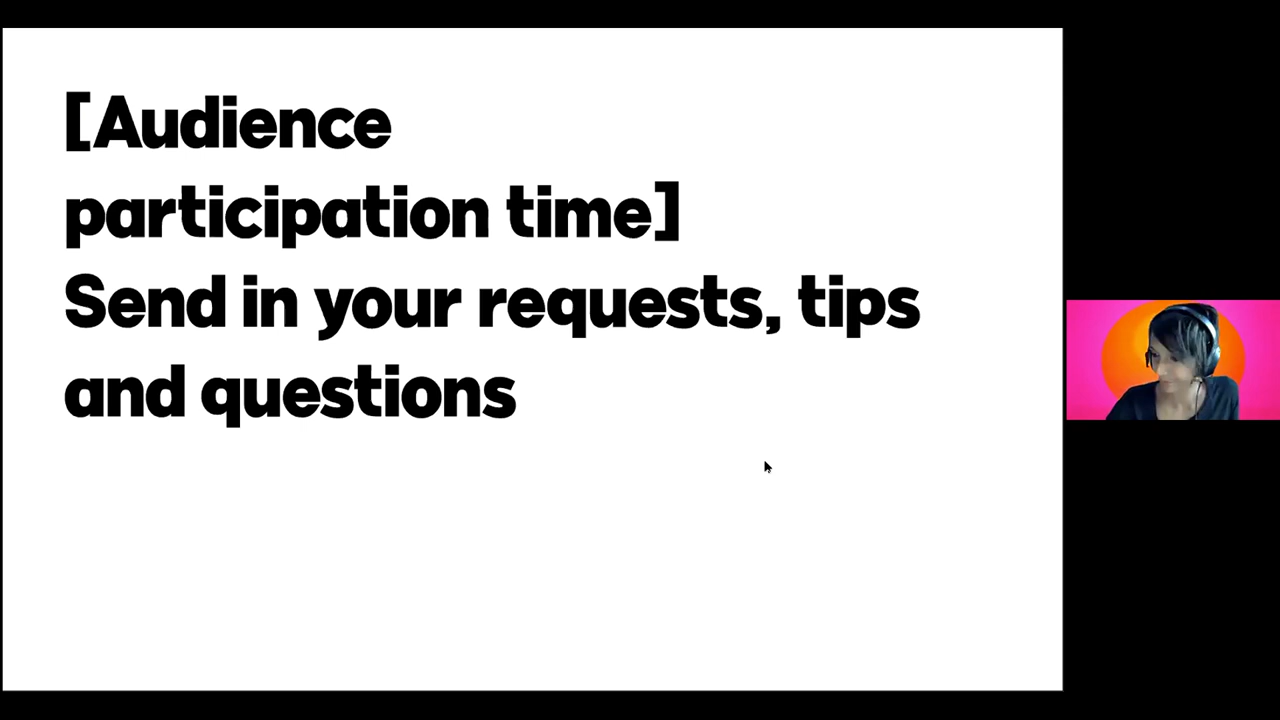 [Audience
participation time]
Send in your requests, tips
and questions